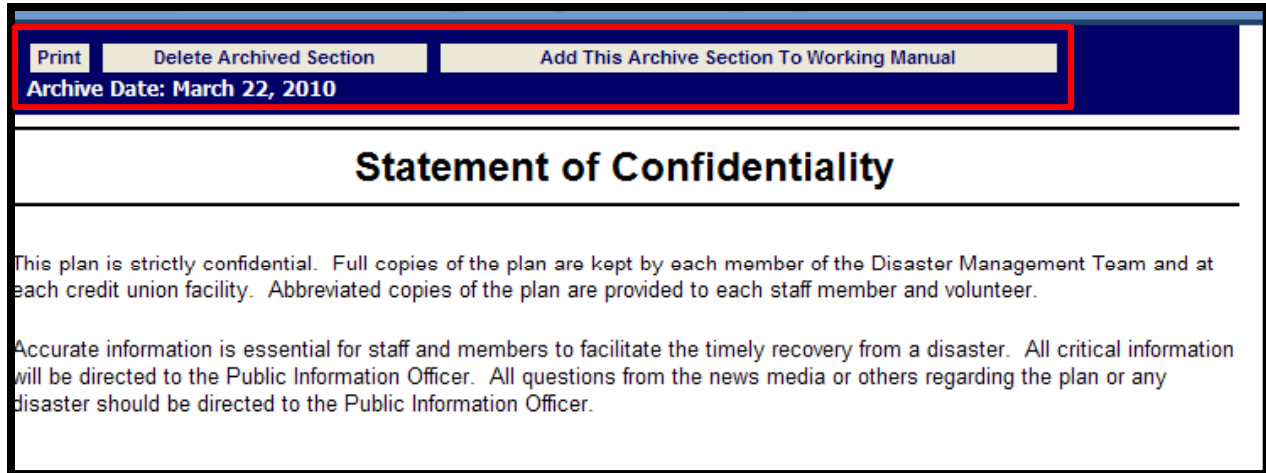 Print Delete Archived Section Add This Archive Section To Working Manual
Archive Date: March 22, 2010
Statement of Confidentiality
This plan is strictly confidential.  Full copies of the plan are kept by each member of the Disaster Management Team and at
each credit union facility.  Abbreviated copies of the plan are provided to each staff member and volunteer.
Accurate information is essential for staff and members to facilitate the timely recovery from a disaster.  All critical information
will be directed to the Public Information Officer.  All questions from the news media or others regarding the plan or any
disaster should be directed to the Public Information Officer.